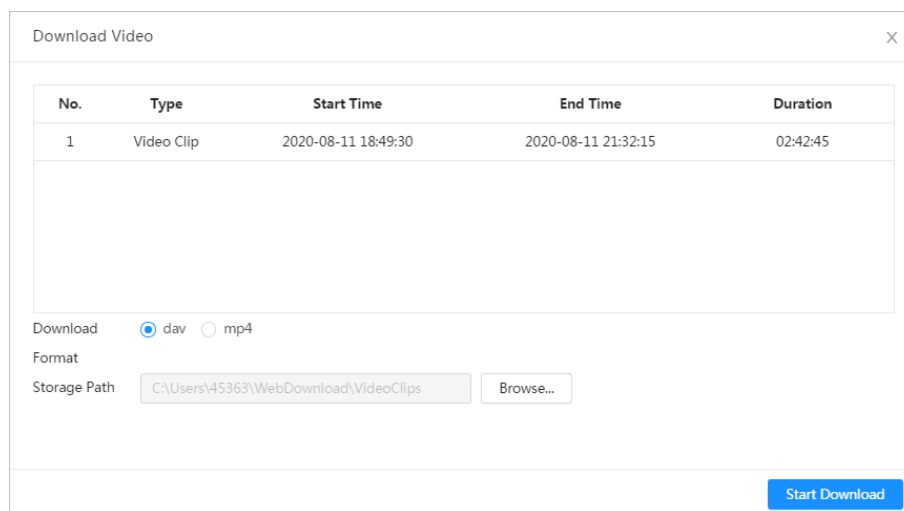 Download Video X
No. Type Start Time End Time Duration
1 Video Clip 2020-08-11 18:49:30 2020-08-11 21:32:15 02:42:45
Download dav mp4
Format
Storage Path C:\Users\45363\WebDownload\VideoClips Browse...
Start Download